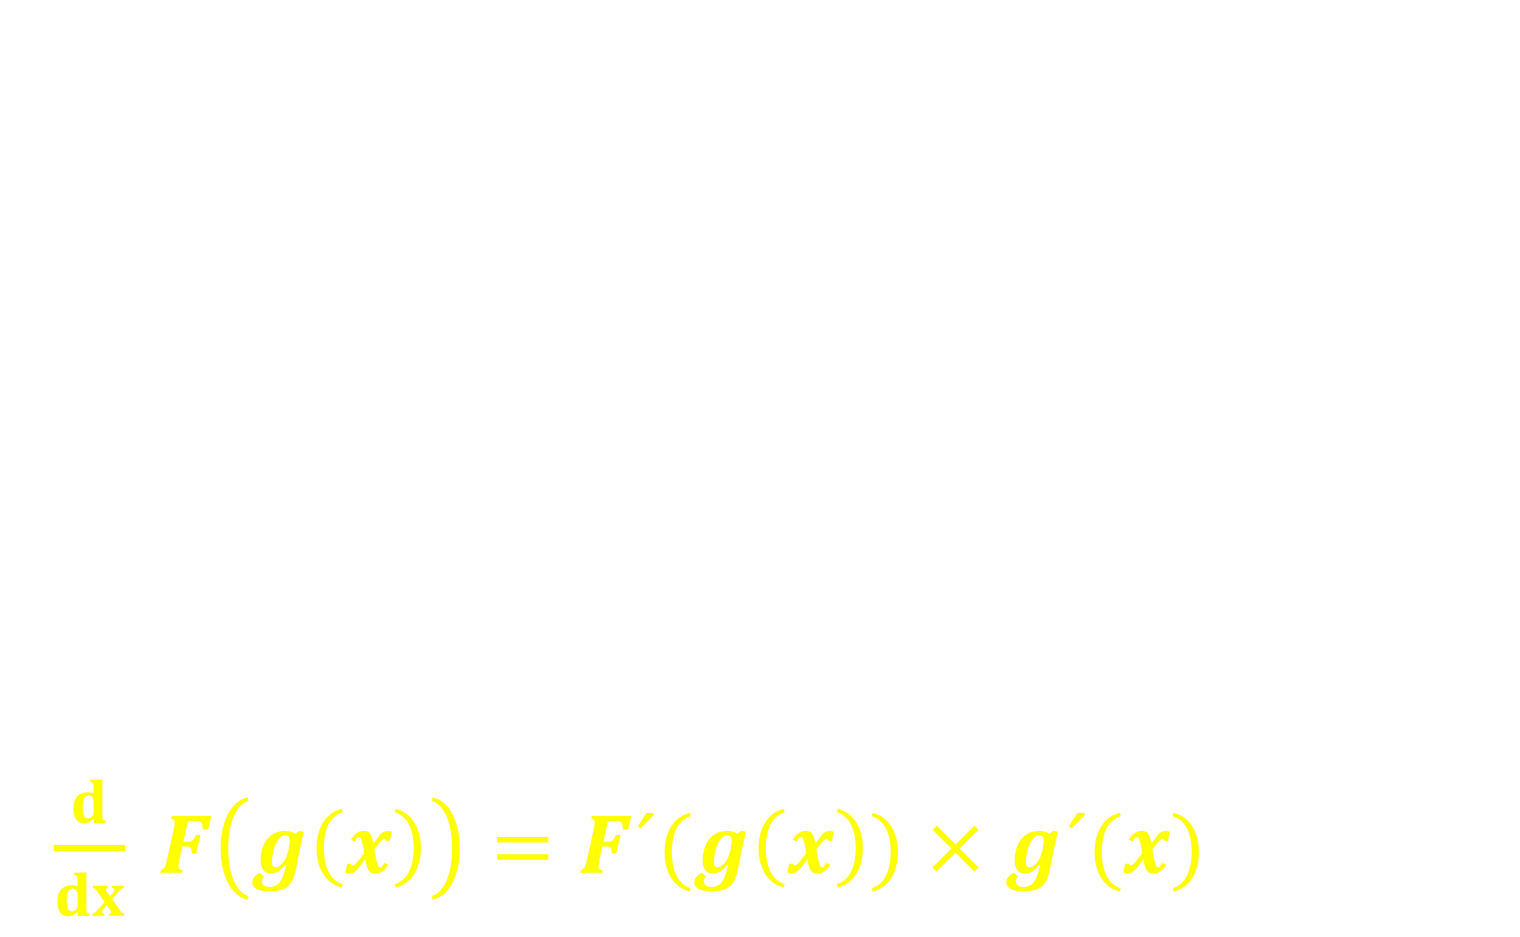 d/dx F(g(x)) = F′(g(x)) × g′(x)